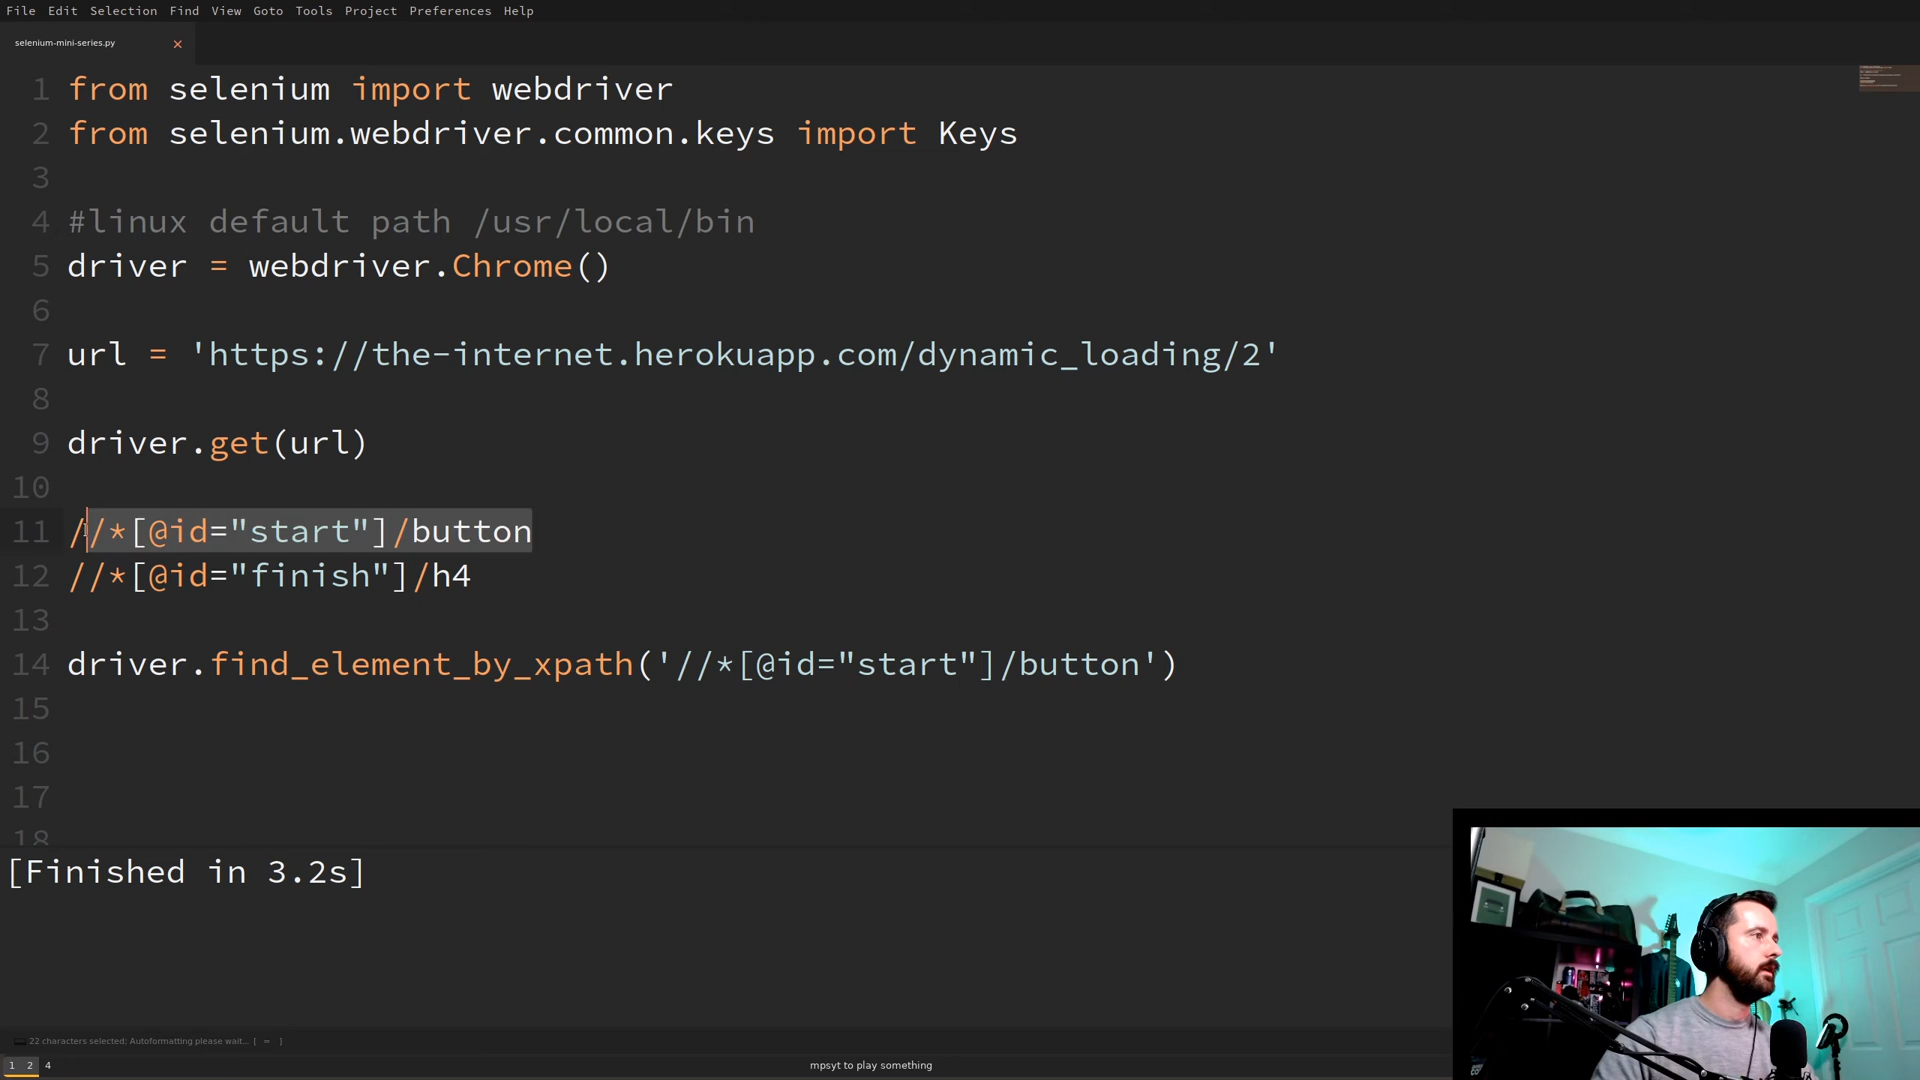 File Edit Selection Find View Goto Tools Project Preferences Help
selenium-mini-series.py ×
1 from selenium import webdriver
2 from selenium.webdriver.common.keys import Keys
3
4 #linux default path /usr/local/bin
5 driver = webdriver.Chrome()
6
7 url = 'https://the-internet.herokuapp.com/dynamic_loading/2'
8
9 driver.get(url)
10
11 //*[@id="start"]/button
12 //*[@id="finish"]/h4
13
14 driver.find_element_by_xpath('//*[@id="start"]/button')
15
16
17
18
[Finished in 3.2s]
22 characters selected; Autoformatting please wait... [ = ]
1 2 4 mpsyt to play something